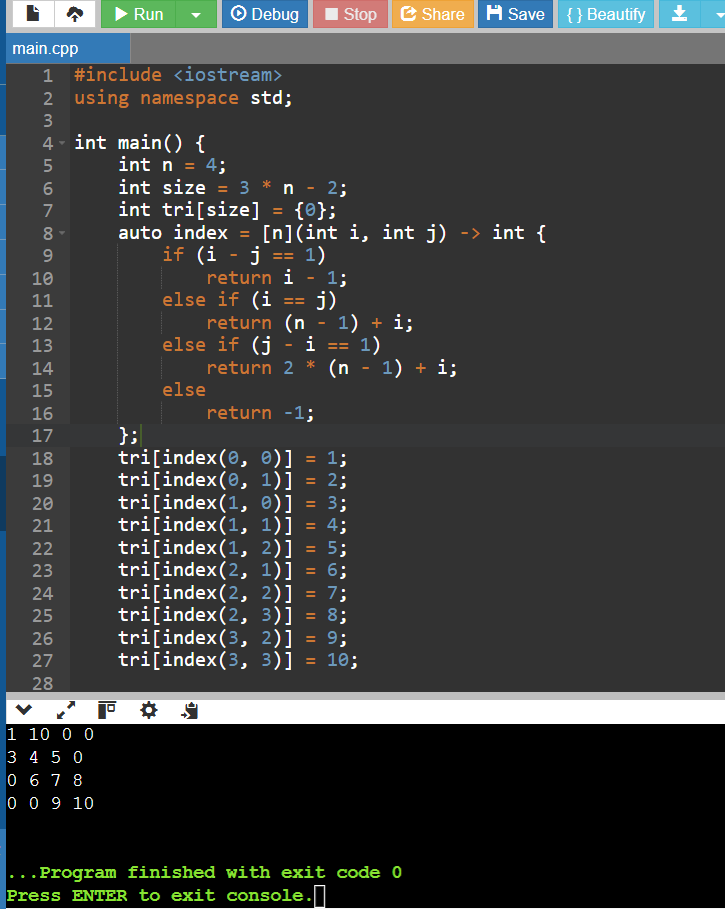 Run Debug Stop Share Save { } Beautify
main.cpp
1 #include <iostream>
2 using namespace std;
3
4 int main() {
5     int n = 4;
6     int size = 3 * n - 2;
7     int tri[size] = {0};
8     auto index = [n](int i, int j) -> int {
9         if (i - j == 1)
10             return i - 1;
11         else if (i == j)
12             return (n - 1) + i;
13         else if (j - i == 1)
14             return 2 * (n - 1) + i;
15         else
16             return -1;
17     };
18     tri[index(0, 0)] = 1;
19     tri[index(0, 1)] = 2;
20     tri[index(1, 0)] = 3;
21     tri[index(1, 1)] = 4;
22     tri[index(1, 2)] = 5;
23     tri[index(2, 1)] = 6;
24     tri[index(2, 2)] = 7;
25     tri[index(2, 3)] = 8;
26     tri[index(3, 2)] = 9;
27     tri[index(3, 3)] = 10;
28
1 10 0 0
3 4 5 0
0 6 7 8
0 0 9 10
...Program finished with exit code 0
Press ENTER to exit console.